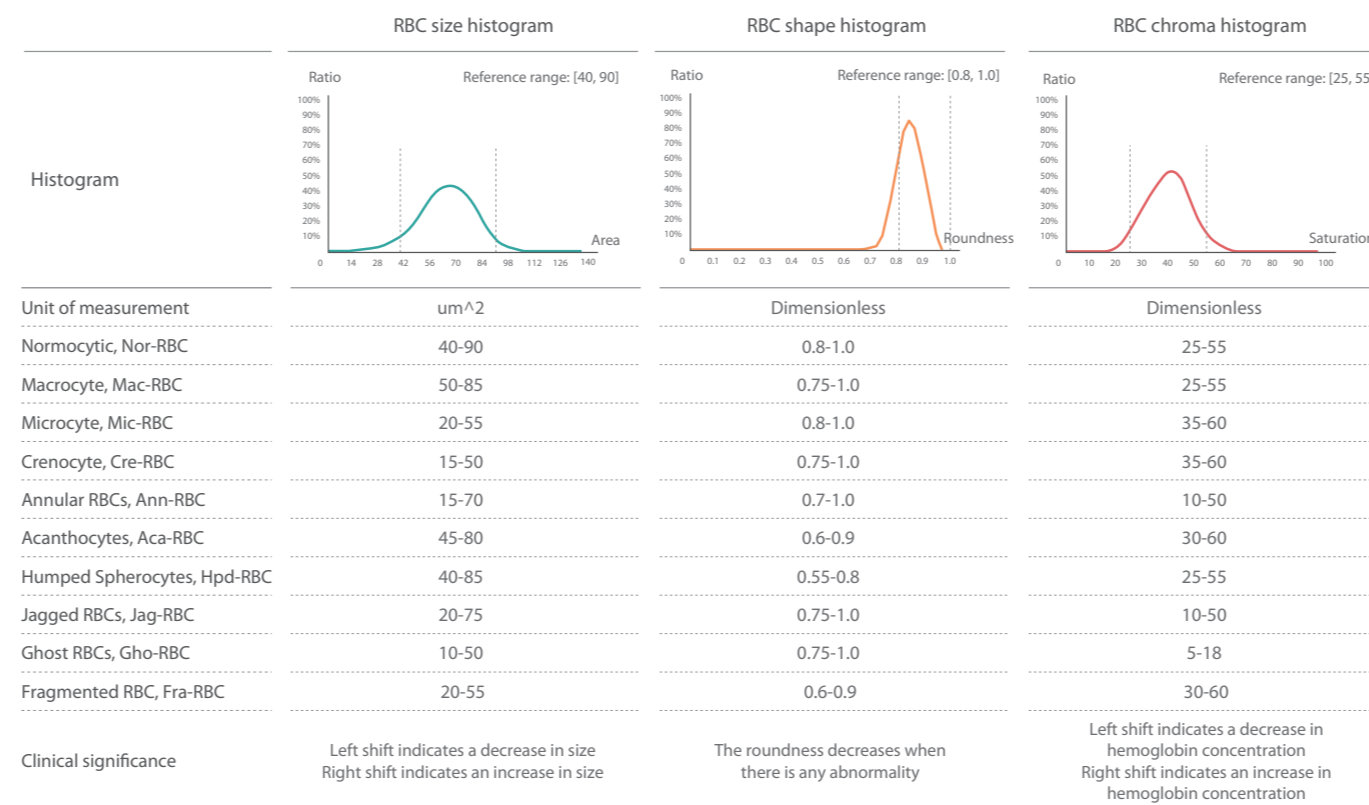 RBC size histogram RBC shape histogram RBC chroma histogram
Histogram
Ratio Reference range: [40, 90]
100%
90%
80%
70%
60%
50%
40%
30%
20%
10%
Area
0 14 28 42 56 70 84 98 112 126 140
Ratio Reference range: [0.8, 1.0]
100%
90%
80%
70%
60%
50%
40%
30%
20%
10%
Roundness
0 0.1 0.2 0.3 0.4 0.5 0.6 0.7 0.8 0.9 1.0
Ratio Reference range: [25, 55
100%
90%
80%
70%
60%
50%
40%
30%
20%
10%
Saturation
0 10 20 30 40 50 60 70 80 90 100
Unit of measurement um^2 Dimensionless Dimensionless
Normocytic, Nor-RBC 40-90 0.8-1.0 25-55
Macrocyte, Mac-RBC 50-85 0.75-1.0 25-55
Microcyte, Mic-RBC 20-55 0.8-1.0 35-60
Crenocyte, Cre-RBC 15-50 0.75-1.0 35-60
Annular RBCs, Ann-RBC 15-70 0.7-1.0 10-50
Acanthocytes, Aca-RBC 45-80 0.6-0.9 30-60
Humped Spherocytes, Hpd-RBC 40-85 0.55-0.8 25-55
Jagged RBCs, Jag-RBC 20-75 0.75-1.0 10-50
Ghost RBCs, Gho-RBC 10-50 0.75-1.0 5-18
Fragmented RBC, Fra-RBC 20-55 0.6-0.9 30-60
Clinical significance
Left shift indicates a decrease in size
Right shift indicates an increase in size
The roundness decreases when
there is any abnormality
Left shift indicates a decrease in
hemoglobin concentration
Right shift indicates an increase in
hemoglobin concentration